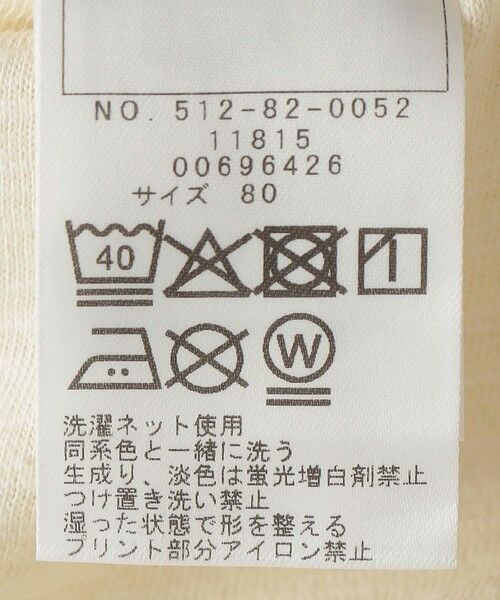 NO. 512-82-0052
11815
00696426
サイズ 80
40
W
洗濯ネット使用
同系色と一緒に洗う
生成り、淡色は蛍光増白剤禁止
つけ置き洗い禁止
湿った状態で形を整える
プリント部分アイロン禁止